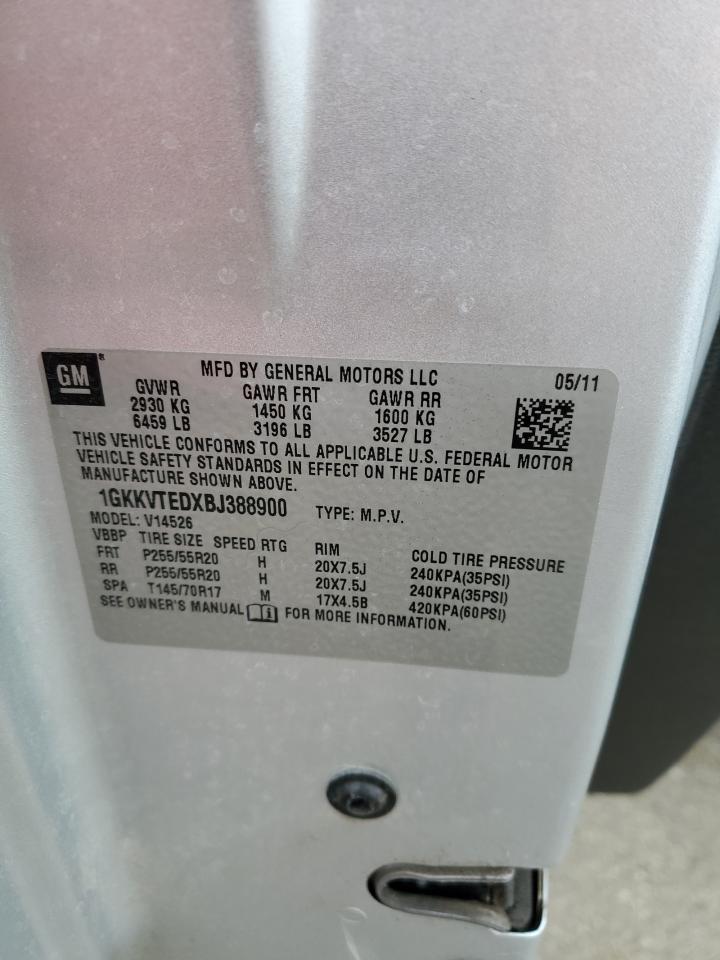 GM
MFD BY GENERAL MOTORS LLC 05/11
GVWR GAWR FRT GAWR RR
2930 KG 1450 KG 1600 KG
6459 LB 3196 LB 3527 LB
THIS VEHICLE CONFORMS TO ALL APPLICABLE U.S. FEDERAL MOTOR
VEHICLE SAFETY STANDARDS IN EFFECT ON THE DATE OF
MANUFACTURE SHOWN ABOVE.
1GKKVTEDXBJ388900 TYPE: M.P.V.
MODEL: V14526
VBBP TIRE SIZE SPEED RTG RIM COLD TIRE PRESSURE
FRT P255/55R20 H 20X7.5J 240KPA(35PSI)
RR P255/55R20 H 20X7.5J 240KPA(35PSI)
SPA T145/70R17 M 17X4.5B 420KPA(60PSI)
SEE OWNER'S MANUAL FOR MORE INFORMATION.